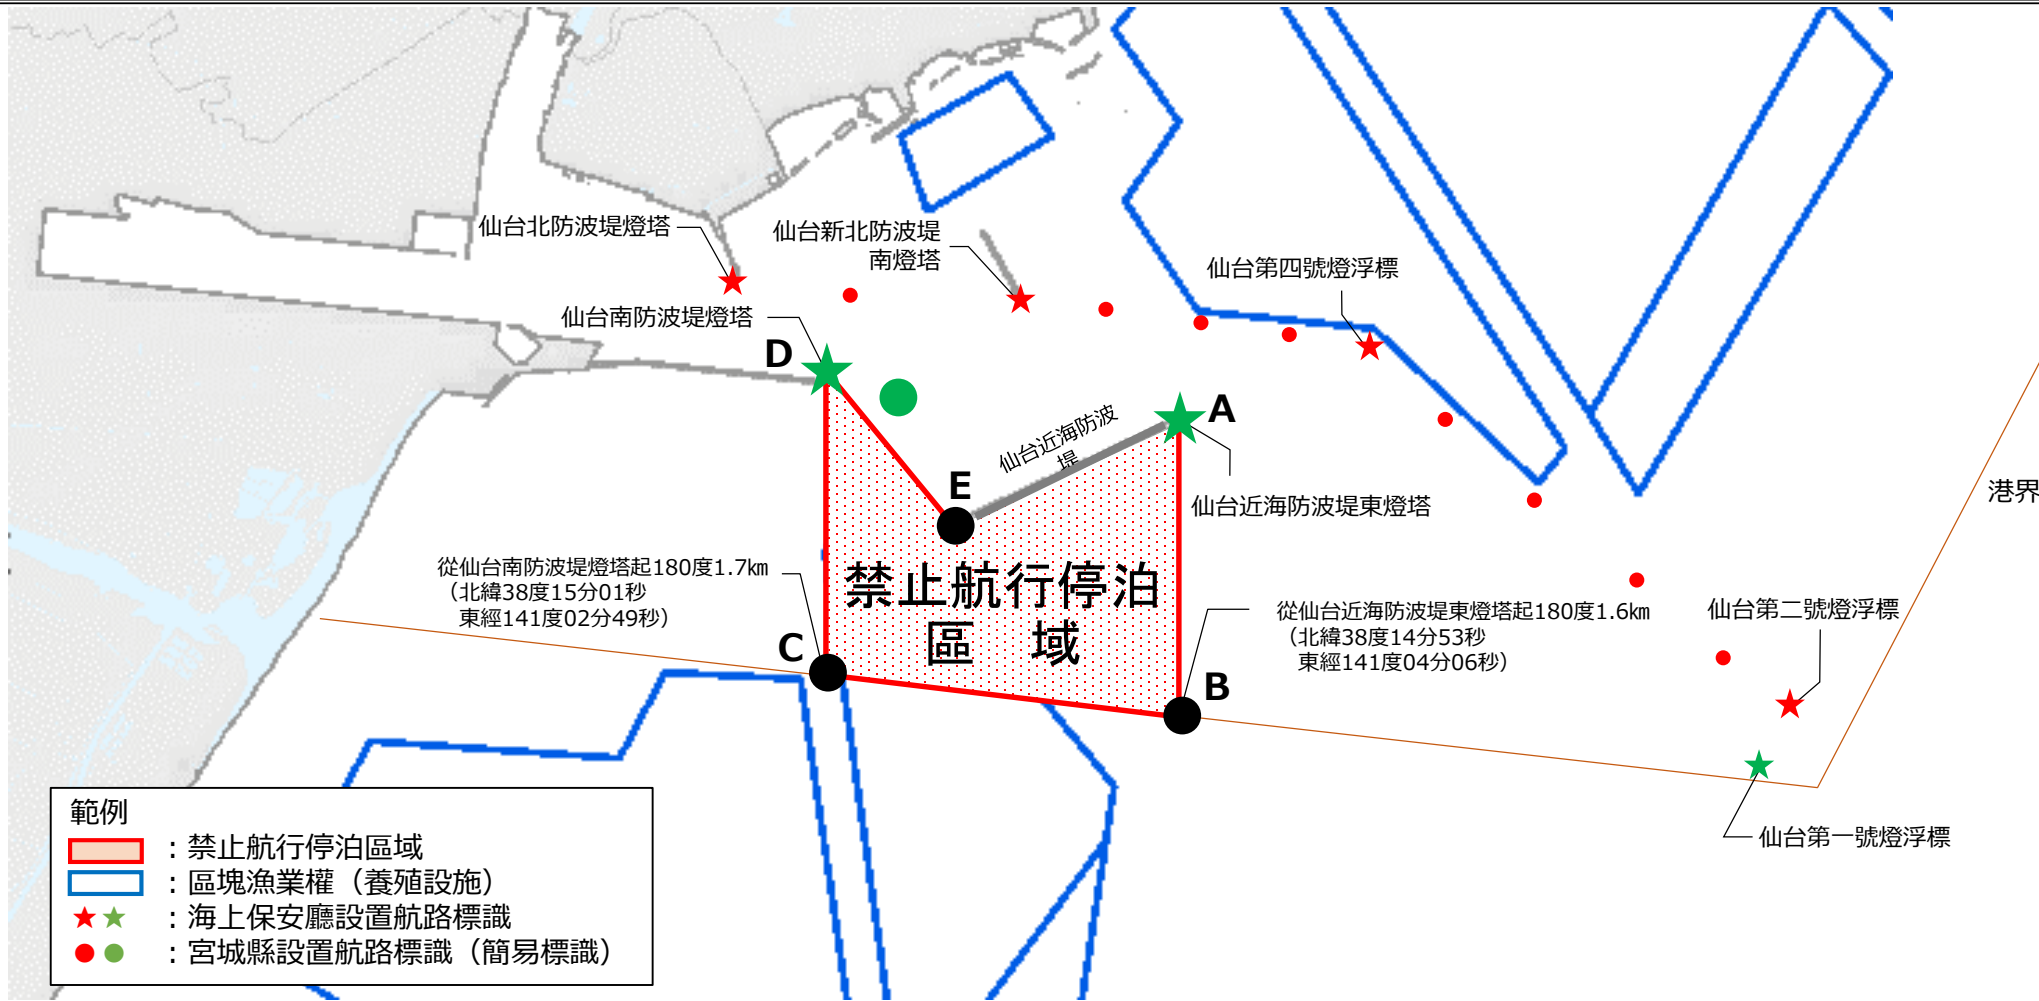 仙台北防波堤燈塔
仙台新北防波堤
南燈塔
仙台第四號燈浮標
仙台南防波堤燈塔
D
A
仙台近海防波
堤
E
仙台近海防波堤東燈塔
港界
從仙台南防波堤燈塔起180度1.7km
（北緯38度15分01秒
東經141度02分49秒）
禁止航行停泊
區 域
從仙台近海防波堤東燈塔起180度1.6km
（北緯38度14分53秒
東經141度04分06秒）
仙台第二號燈浮標
C
B
仙台第一號燈浮標
範例
：禁止航行停泊區域
：區塊漁業權（養殖設施）
：海上保安廳設置航路標識
：宮城縣設置航路標識（簡易標識）